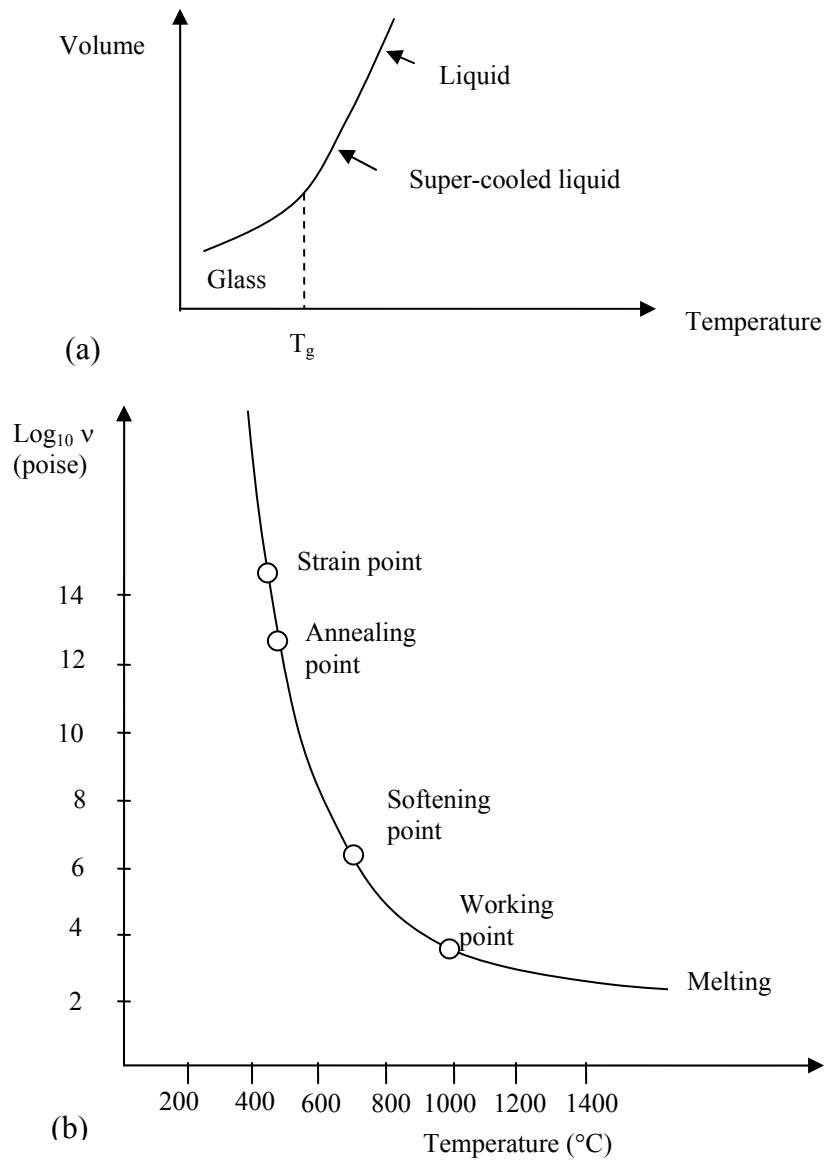 Volume
Liquid
Super-cooled liquid
Glass
Temperature
T_g
(a)
Log₁₀ ν
(poise)
Strain point
14
Annealing
point
12
10
Softening
point
8
6
Working
point
4
Melting
2
200 400 600 800 1000 1200 1400
(b)
Temperature (°C)